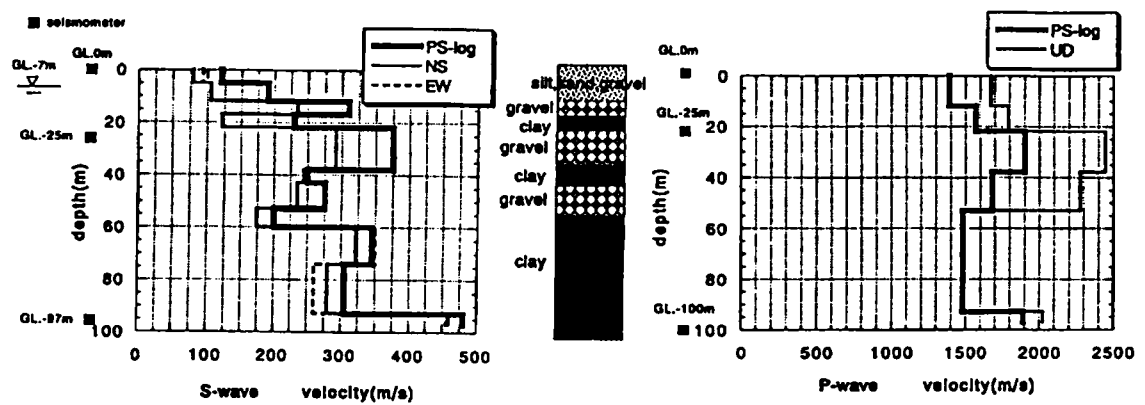 seismometer
GL.0m
GL.-7m
GL.-25m
GL.-97m
PS-log
NS
EW
0
20
40
60
80
100
depth(m)
0 100 200 300 400 500
S-wave velocity(m/s)
silt, sand gravel
gravel
clay
gravel
clay
gravel
clay
PS-log
UD
GL.0m
GL.-25m
GL.-100m
0
20
40
60
80
100
depth(m)
0 500 1000 1500 2000 2500
P-wave velocity(m/s)